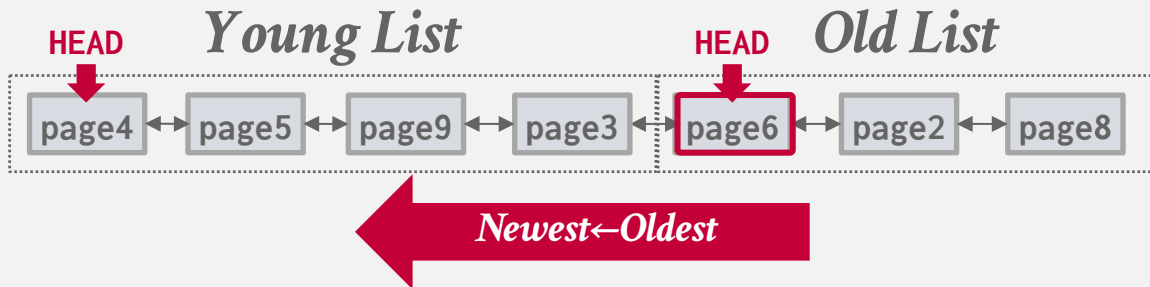 Young List
Old List
HEAD
HEAD
page4
page5
page9
page3
page6
page2
page8
Newest←Oldest